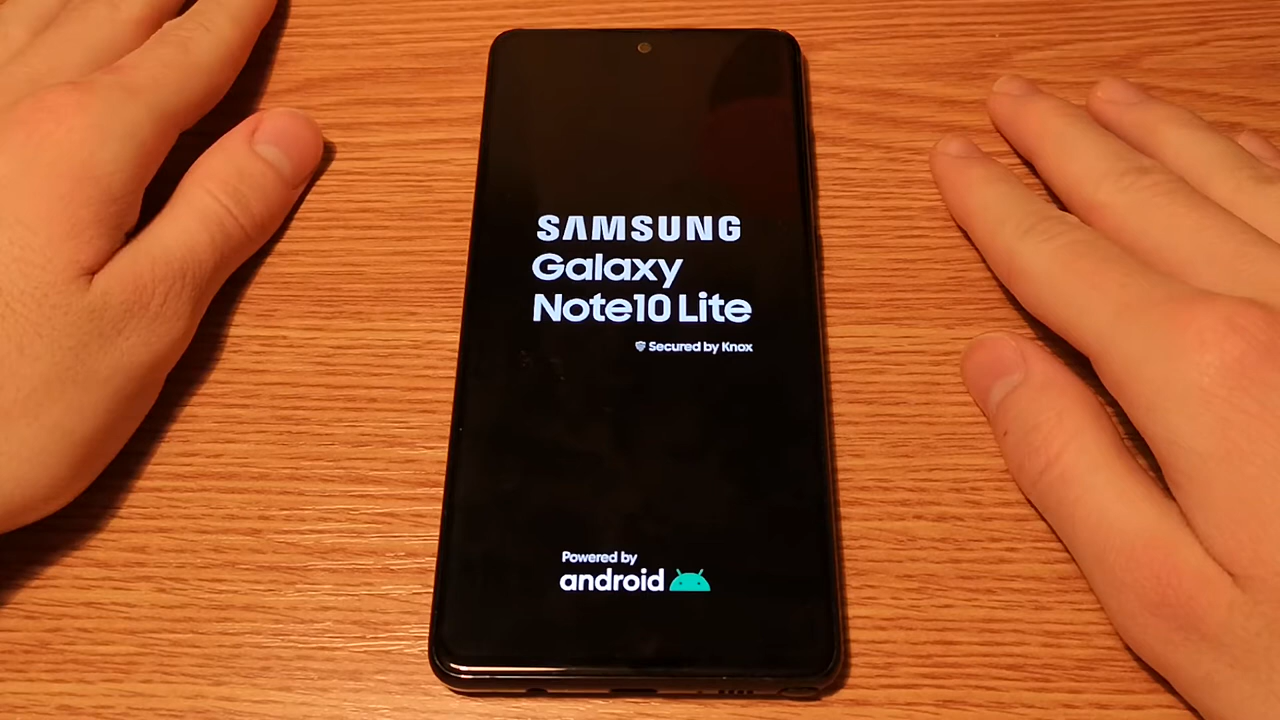 SAMSUNG
Galaxy
Note10 Lite
Secured by Knox
Powered by
android